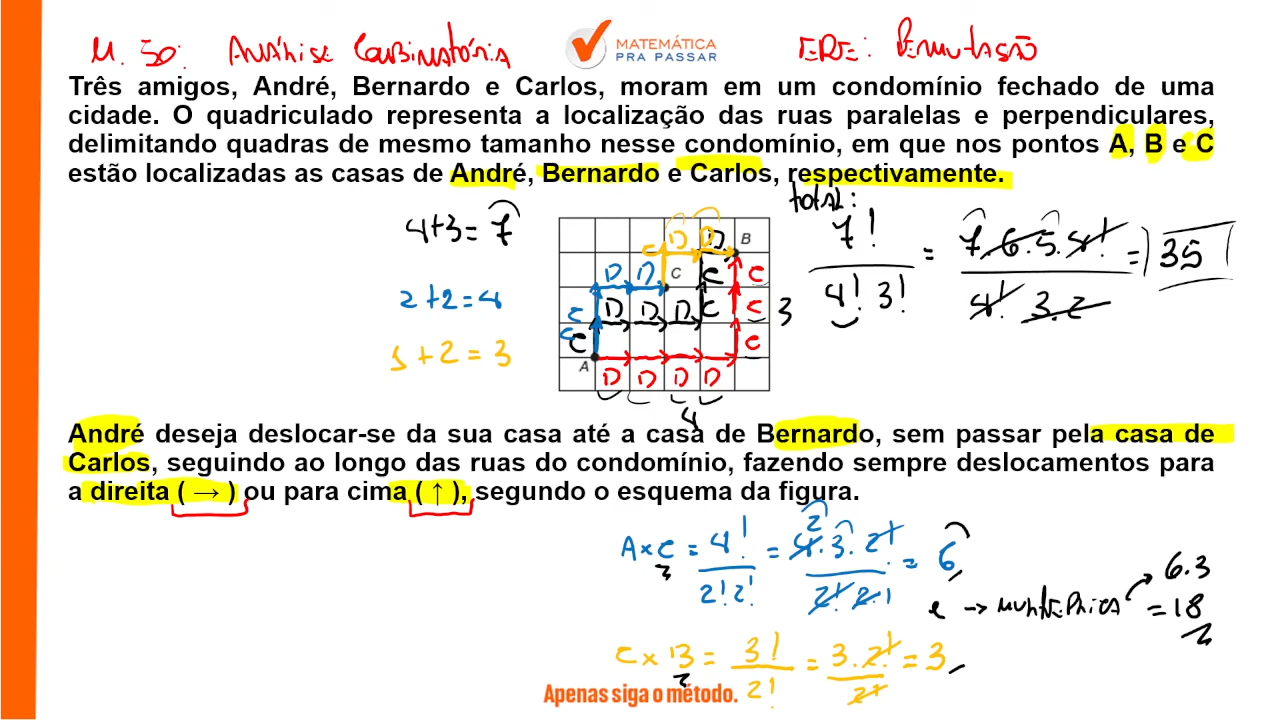 M. 50: Análise Combinatória
MATEMÁTICA
PRA PASSAR
ERE: Permutação
Três amigos, André, Bernardo e Carlos, moram em um condomínio fechado de uma
cidade. O quadriculado representa a localização das ruas paralelas e perpendiculares,
delimitando quadras de mesmo tamanho nesse condomínio, em que nos pontos A, B e C
estão localizadas as casas de André, Bernardo e Carlos, respectivamente.
4+3=7
2+2=4
1+2=3
D D B
D D C C
C D D D C C 3
C C
A
D D D D
4
total:
7!/4!3! = 7.6.5.4!/4!3.2 = 35
André deseja deslocar-se da sua casa até a casa de Bernardo, sem passar pela casa de
Carlos, seguindo ao longo das ruas do condomínio, fazendo sempre deslocamentos para
a direita ( → ) ou para cima ( ↑ ), segundo o esquema da figura.
A x C = 4!/2!2! = 4.3.2!/2!2.1 = 6
e → multiplica 6.3
=18
C x B = 3!/2! = 3.2!/2! = 3
Apenas siga o método.